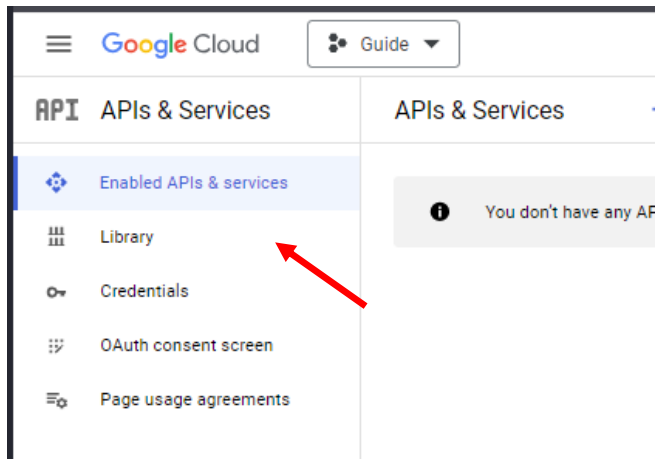 Google Cloud Guide
API APIs & Services APIs & Services
Enabled APIs & services
You don't have any AP
Library
Credentials
OAuth consent screen
Page usage agreements